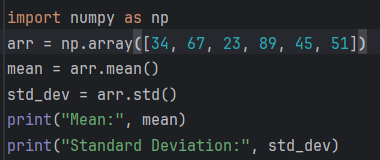 import numpy as np
arr = np.array([34, 67, 23, 89, 45, 51])
mean = arr.mean()
std_dev = arr.std()
print("Mean:", mean)
print("Standard Deviation:", std_dev)